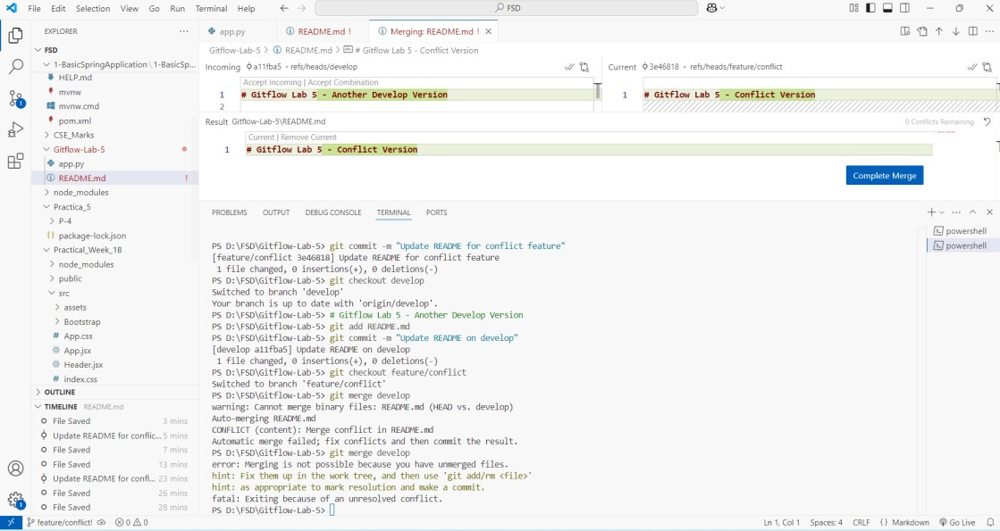 File Edit Selection View Go Run Terminal Help
FSD
EXPLORER
FSD
1-BasicSpringApplication \ 1-BasicSp...
HELP.md
mvnw
mvnw.cmd
pom.xml
CSE_Marks
Gitflow-Lab-5
app.py
README.md !
node_modules
Practica_5
P-4
package-lock.json
Practical_Week_1B
node_modules
public
src
assets
Bootstrap
App.css
App.jsx
Header.jsx
index.css
OUTLINE
TIMELINE README.md
File Saved 3 mins
Update README for conflic... 5 mins
File Saved 7 mins
File Saved 13 mins
Update README for confl... 23 mins
File Saved 26 mins
File Saved 28 mins
app.py
README.md !
Merging: README.md !
Gitflow-Lab-5 > README.md > # Gitflow Lab 5 - Conflict Version
Incoming a11fba5 • refs/heads/develop
Accept Incoming | Accept Combination
1 # Gitflow Lab 5 - Another Develop Version
2
Current 3e46818 • refs/heads/feature/conflict
1 # Gitflow Lab 5 - Conflict Version
Result Gitflow-Lab-5\README.md
0 Conflicts Remaining
Current | Remove Current
1 # Gitflow Lab 5 - Conflict Version
Complete Merge
PROBLEMS OUTPUT DEBUG CONSOLE TERMINAL PORTS
powershell
powershell
PS D:\FSD\Gitflow-Lab-5> git commit -m "Update README for conflict feature"
[feature/conflict 3e46818] Update README for conflict feature
1 file changed, 0 insertions(+), 0 deletions(-)
PS D:\FSD\Gitflow-Lab-5> git checkout develop
Switched to branch 'develop'
Your branch is up to date with 'origin/develop'.
PS D:\FSD\Gitflow-Lab-5> # Gitflow Lab 5 - Another Develop Version
PS D:\FSD\Gitflow-Lab-5> git add README.md
PS D:\FSD\Gitflow-Lab-5> git commit -m "Update README on develop"
[develop a11fba5] Update README on develop
1 file changed, 0 insertions(+), 0 deletions(-)
PS D:\FSD\Gitflow-Lab-5> git checkout feature/conflict
Switched to branch 'feature/conflict'
PS D:\FSD\Gitflow-Lab-5> git merge develop
warning: Cannot merge binary files: README.md (HEAD vs. develop)
Auto-merging README.md
CONFLICT (content): Merge conflict in README.md
Automatic merge failed; fix conflicts and then commit the result.
PS D:\FSD\Gitflow-Lab-5> git merge develop
error: Merging is not possible because you have unmerged files.
hint: Fix them up in the work tree, and then use 'git add/rm <file>'
hint: as appropriate to mark resolution and make a commit.
fatal: Exiting because of an unresolved conflict.
PS D:\FSD\Gitflow-Lab-5>
feature/conflict! 0 0 Ln 1, Col 1 Spaces: 4 CRLF {} Markdown Go Live